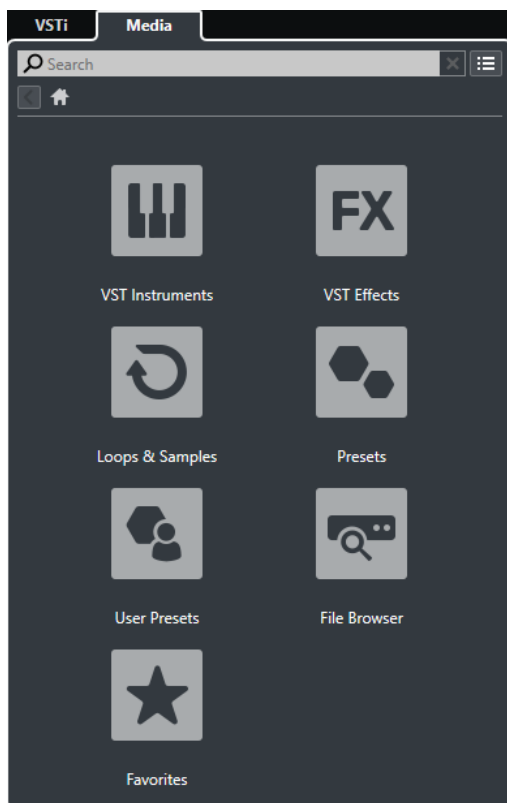 VSTi Media
Search
FX
VST Instruments VST Effects
Loops & Samples Presets
User Presets File Browser
Favorites